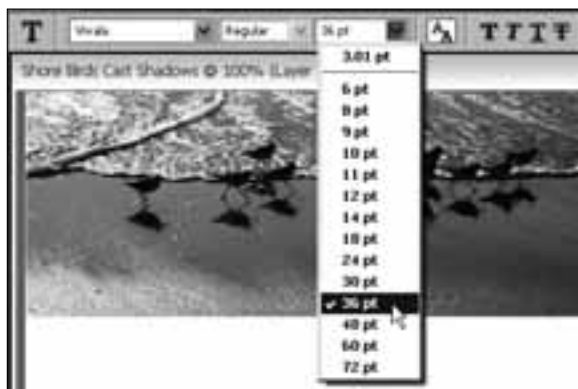 T Vivaldi Regular 36 pt AA T T T T
3.01 pt
Shore Birds Cast Shadows @ 100% (Layer
6 pt
8 pt
9 pt
10 pt
11 pt
12 pt
14 pt
18 pt
24 pt
30 pt
36 pt
48 pt
60 pt
72 pt